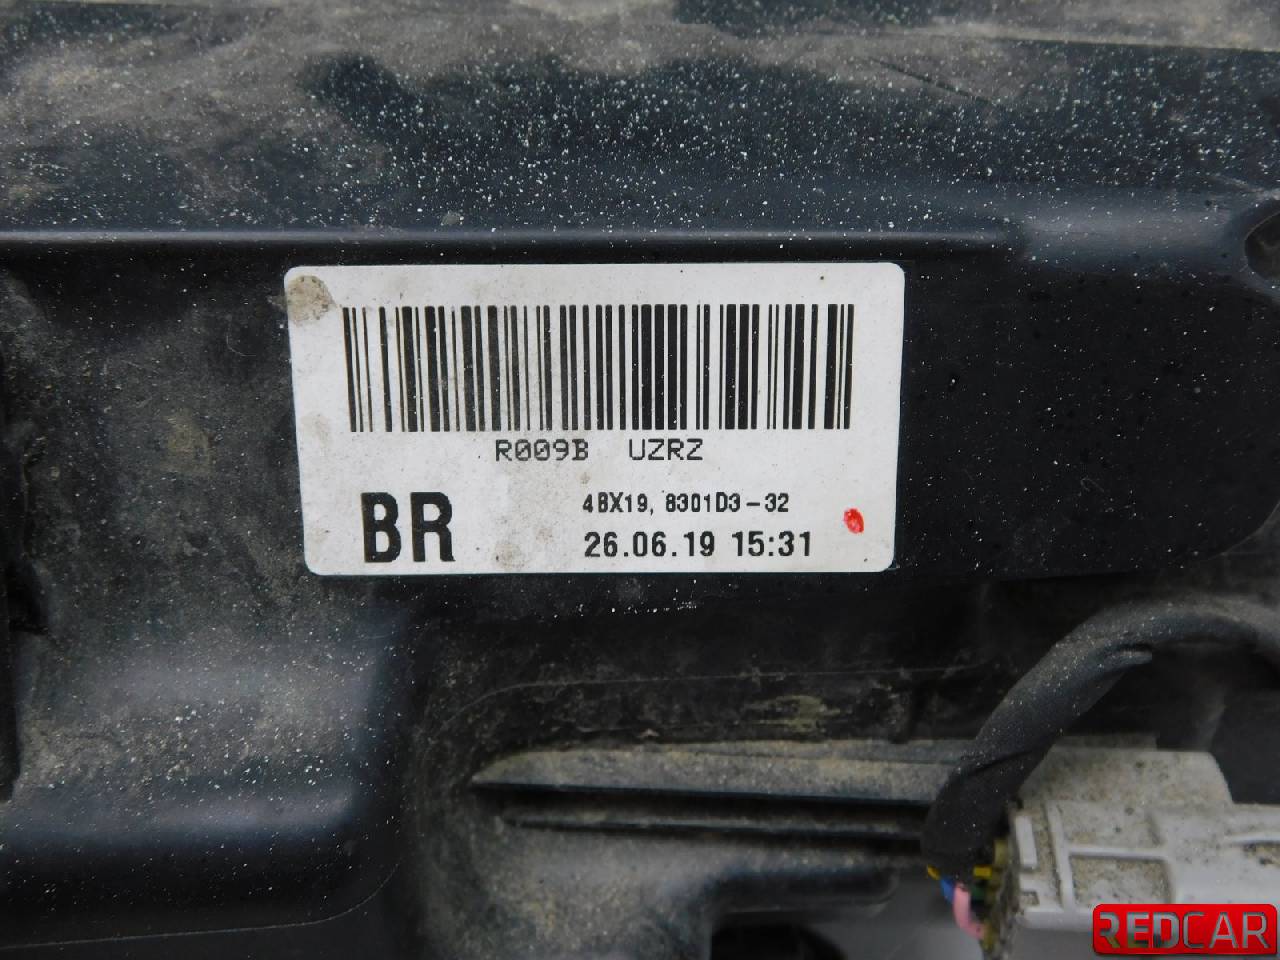 R009B UZRZ
BR
4BX19, 8301D3-32
26.06.19 15:31
REDCAR